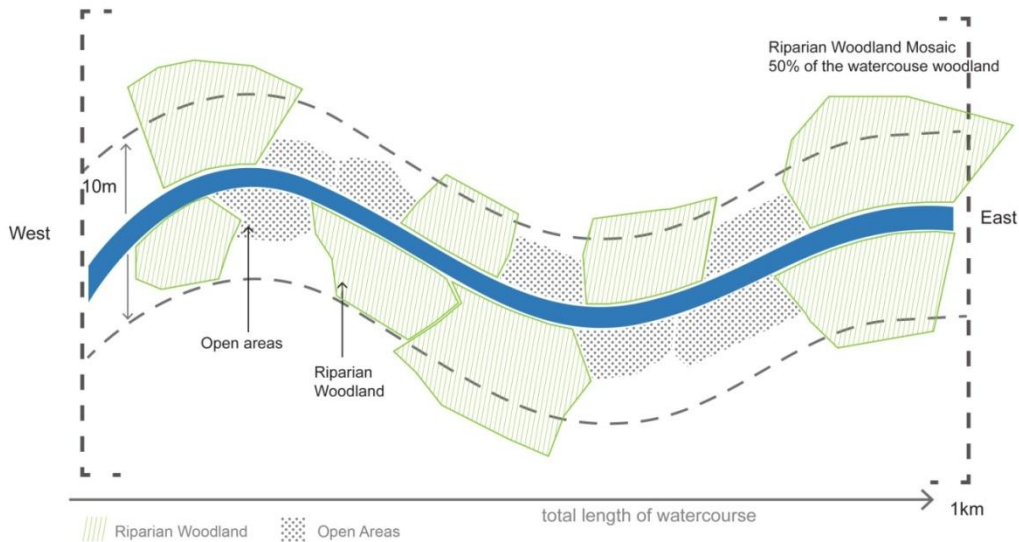 Riparian Woodland Mosaic
50% of the watercouse woodland
10m
West
East
Open areas
Riparian
Woodland
total length of watercourse
1km
Riparian Woodland
Open Areas